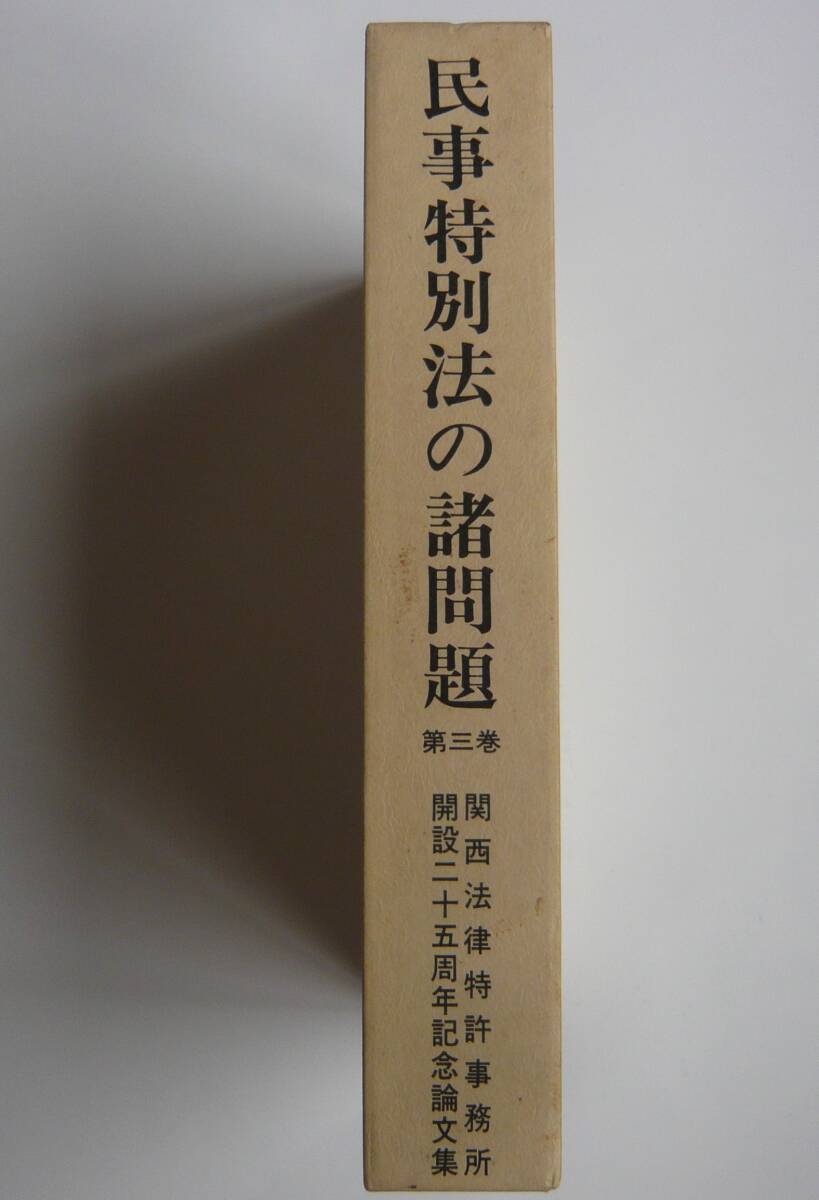 民事特別法の諸問題
第三巻
関西法律特許事務所
開設二十五周年記念論文集